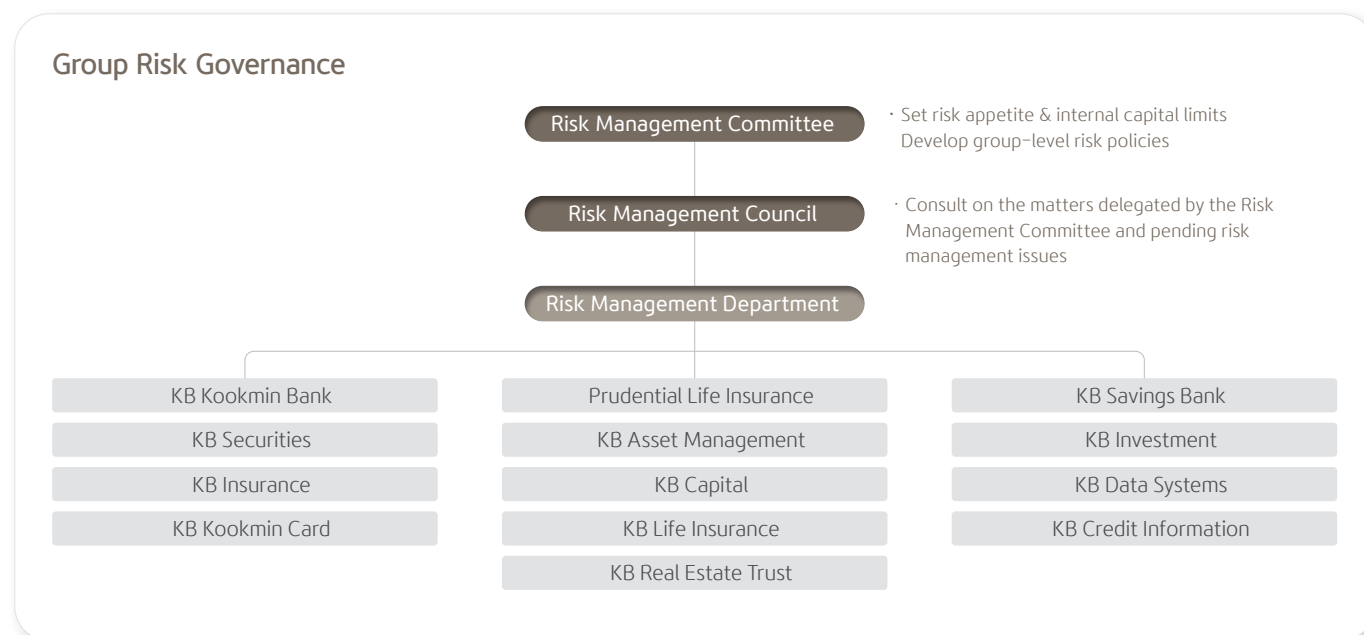 Group Risk Governance
Risk Management Committee
· Set risk appetite & internal capital limits
Develop group-level risk policies
Risk Management Council
· Consult on the matters delegated by the Risk
Management Committee and pending risk
management issues
Risk Management Department
KB Kookmin Bank
KB Securities
KB Insurance
KB Kookmin Card
Prudential Life Insurance
KB Asset Management
KB Capital
KB Life Insurance
KB Real Estate Trust
KB Savings Bank
KB Investment
KB Data Systems
KB Credit Information